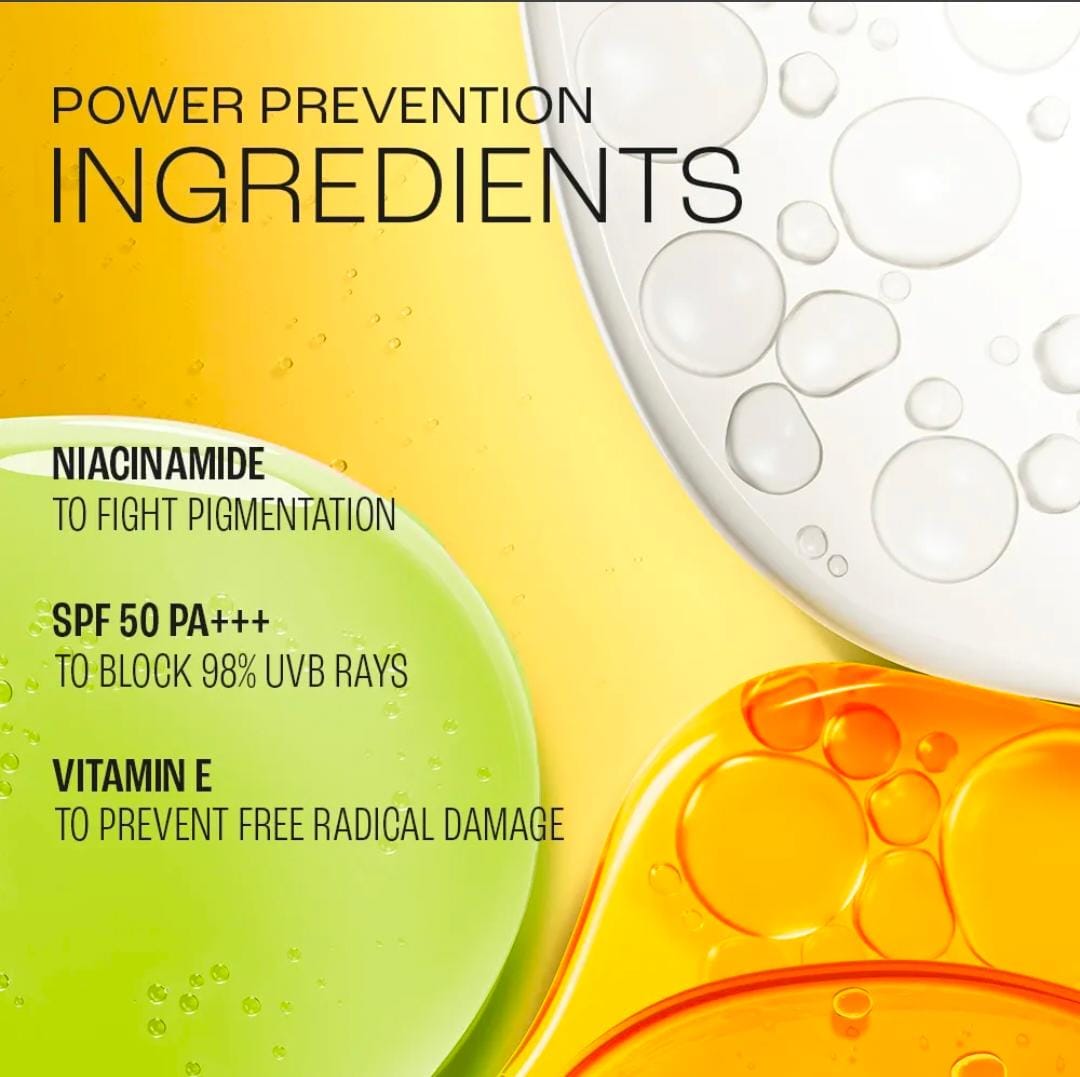 POWER PREVENTION
INGREDIENTS
NIACINAMIDE
TO FIGHT PIGMENTATION
SPF 50 PA+++
TO BLOCK 98% UVB RAYS
VITAMIN E
TO PREVENT FREE RADICAL DAMAGE